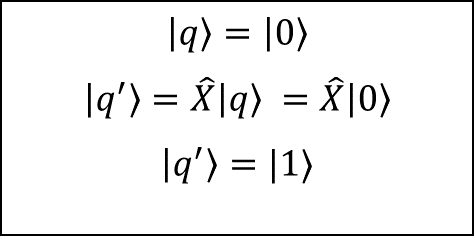 |q⟩ = |0⟩
|q′⟩ = X̂|q⟩ = X̂|0⟩
|q′⟩ = |1⟩